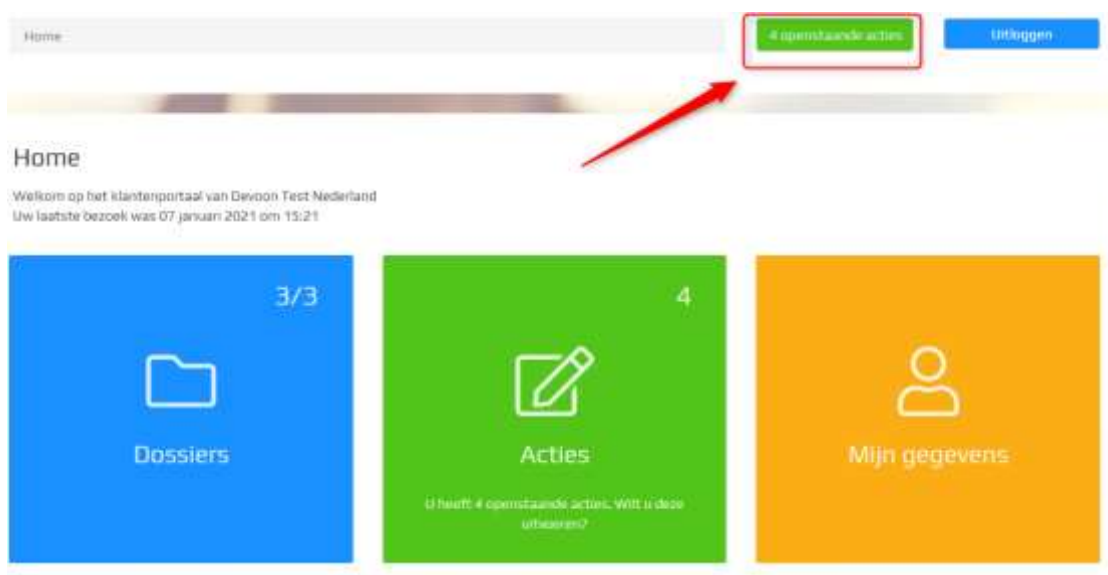 Home
4 openstaande acties
Uitloggen
Home
Welkom op het klantenportaal van Devoon Test Nederland
Uw laatste bezoek was 07 januari 2021 om 15:21
3/3
4
Dossiers
Acties
Mijn gegevens
U heeft 4 openstaande acties. Wilt u deze
uitvoeren?